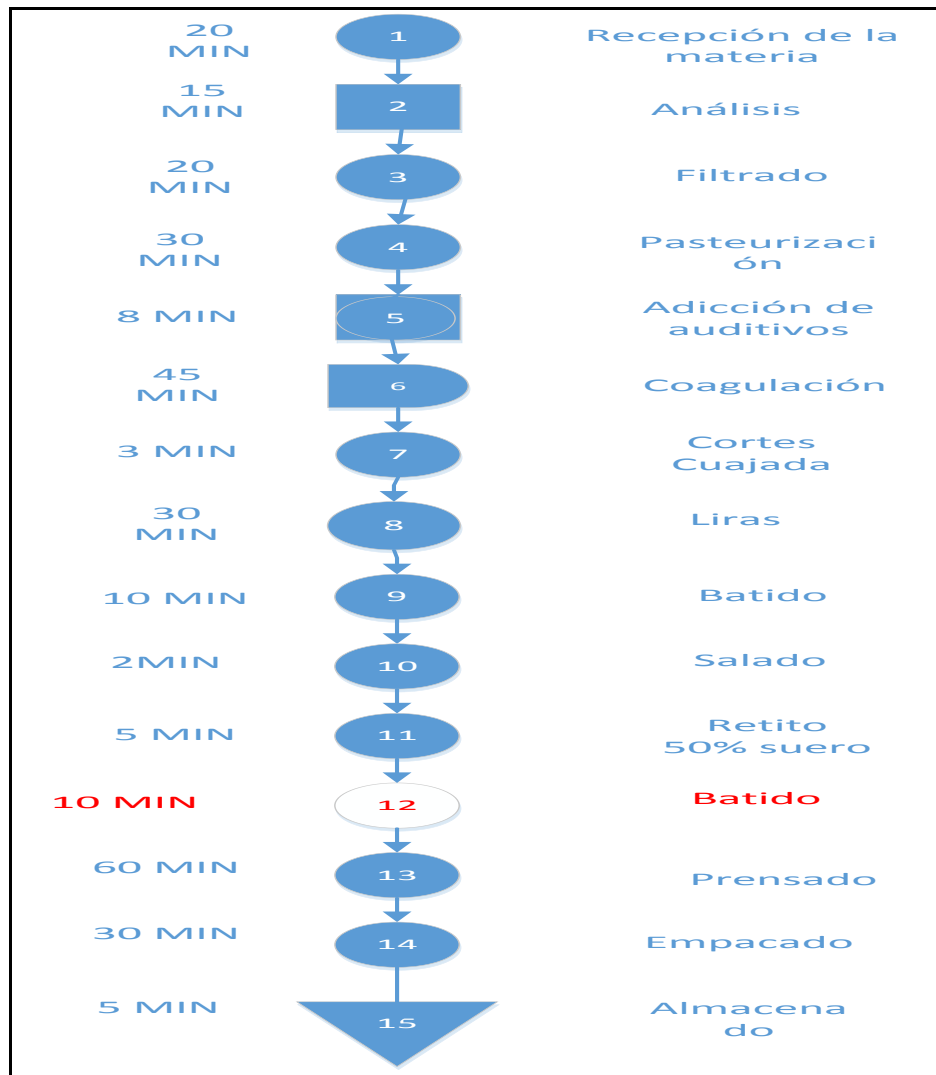 20
MIN
1
Recepción de la
materia
15
MIN
2
Análisis
20
MIN
3
Filtrado
30
MIN
4
Pasteurizaci
ón
8 MIN
5
Adicción de
auditivos
45
MIN
6
Coagulación
3 MIN
7
Cortes
Cuajada
30
MIN
8
Liras
10 MIN
9
Batido
2MIN
10
Salado
5 MIN
11
Retito
50% suero
10 MIN
12
Batido
60 MIN
13
Prensado
30 MIN
14
Empacado
5 MIN
15
Almacena
do